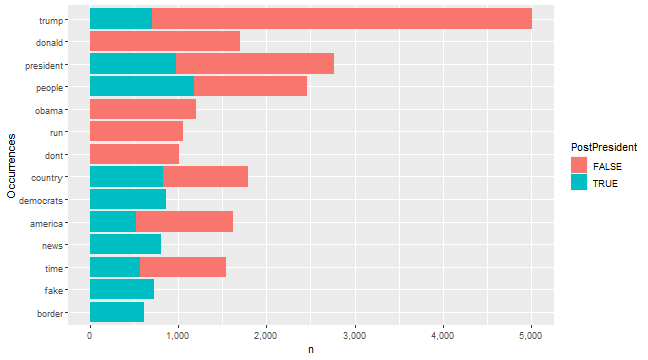 trump
donald
president
people
obama
run
dont
country
democrats
america
news
time
fake
border
Occurrences
0 1,000 2,000 3,000 4,000 5,000
n
PostPresident
FALSE
TRUE